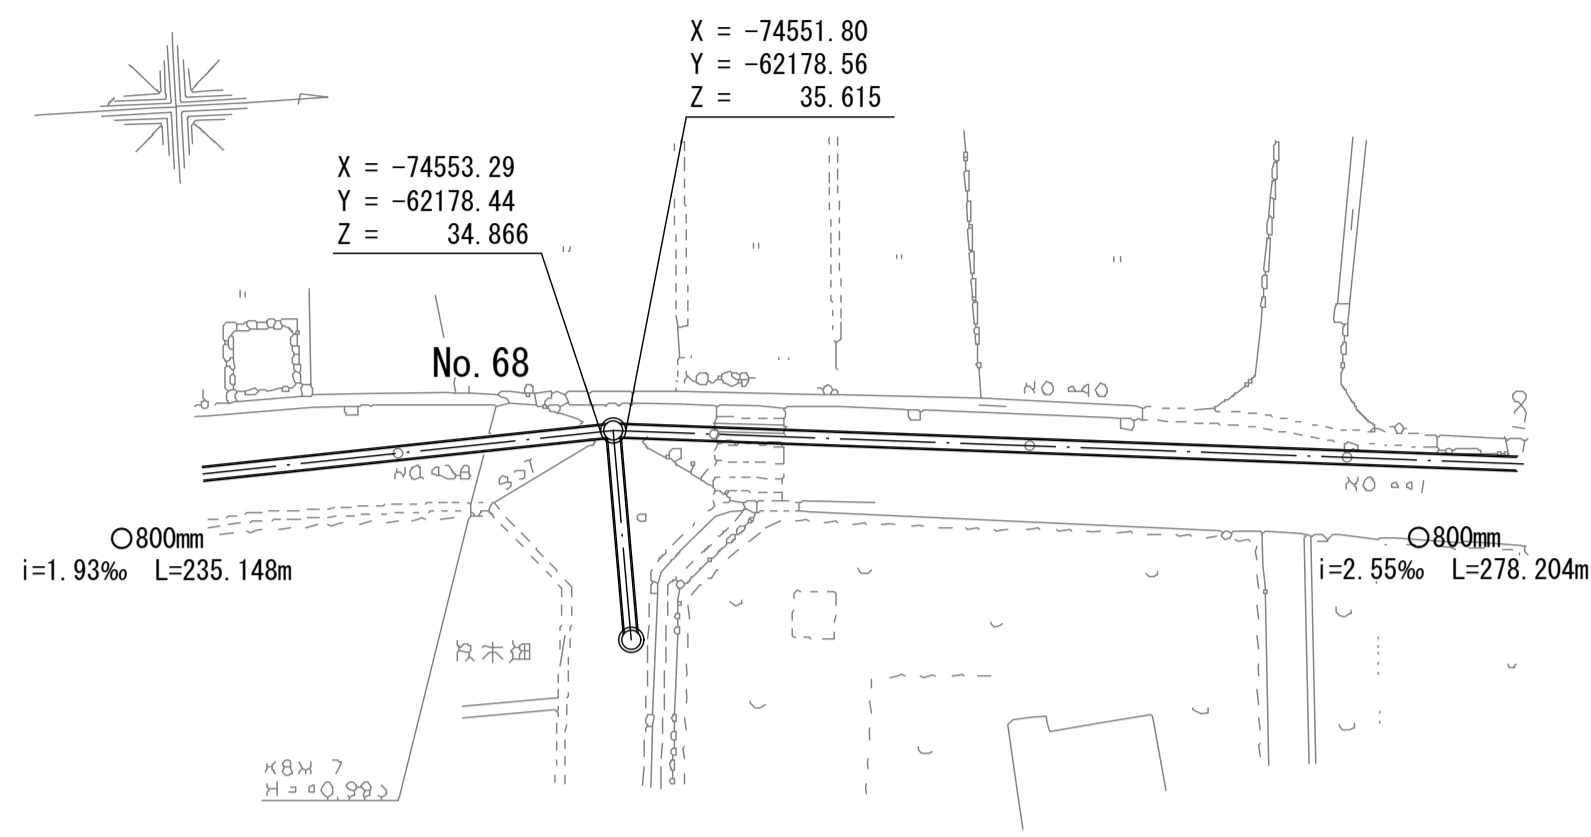 X = -74551.80
Y = -62178.56
Z = 35.615
X = -74553.29
Y = -62178.44
Z = 34.866
No.68
○800mm
i=1.93‰ L=235.148m
○800mm
i=2.55‰ L=278.204m